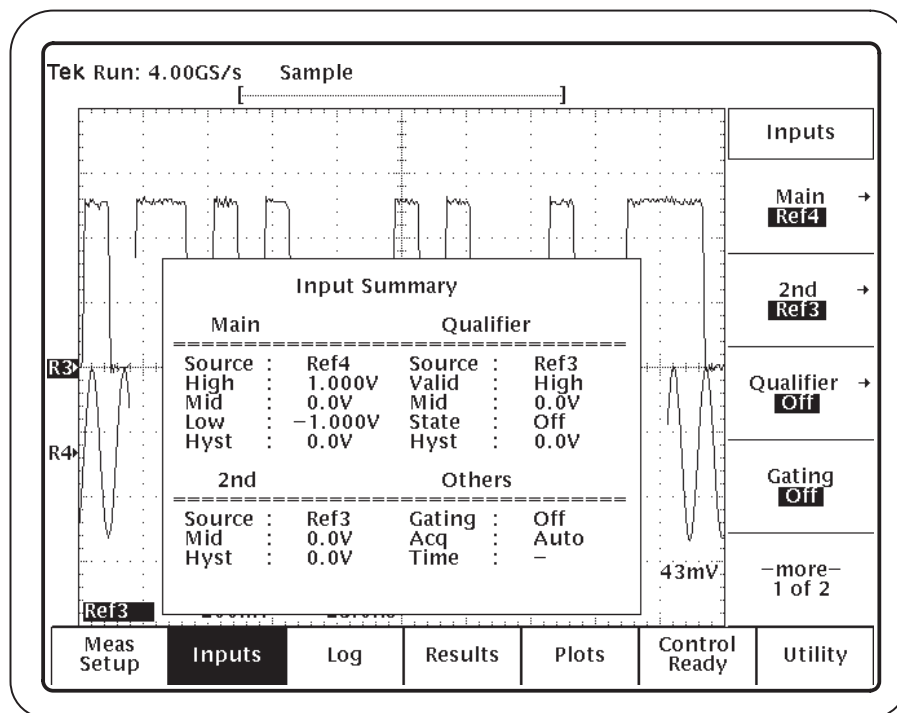 Tek Run: 4.00GS/s Sample
Inputs
Main
Ref4
2nd
Ref3
Qualifier
Off
Gating
Off
-more-
1 of 2
R3
R4
Input Summary
Main Qualifier
Source : Ref4 Source : Ref3
High : 1.000V Valid : High
Mid : 0.0V Mid : 0.0V
Low : -1.000V State : Off
Hyst : 0.0V Hyst : 0.0V
2nd Others
Source : Ref3 Gating : Off
Mid : 0.0V Acq : Auto
Hyst : 0.0V Time : -
43mV
Ref3
Meas Setup
Inputs
Log
Results
Plots
Control Ready
Utility